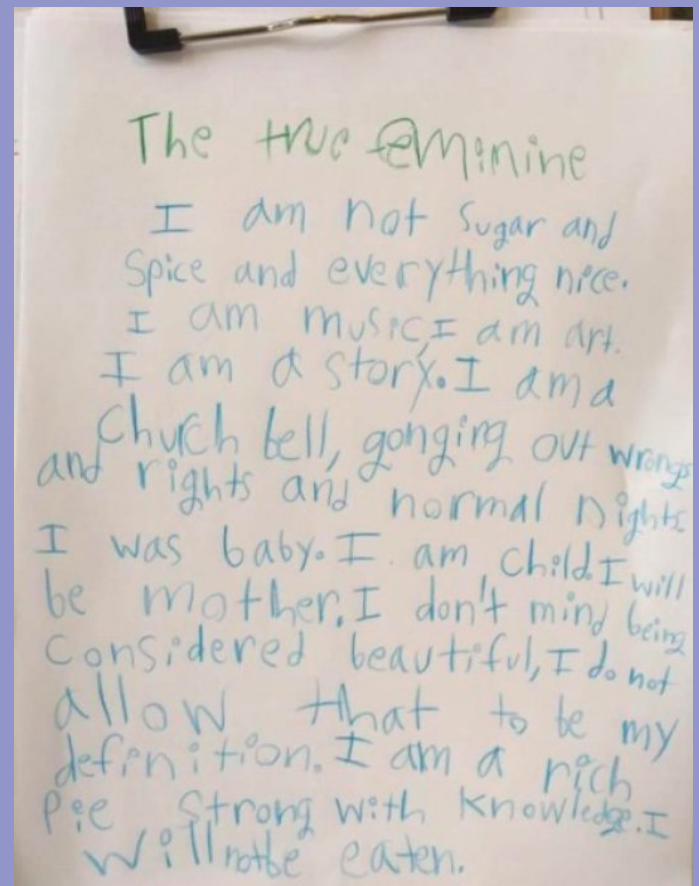 The true feminine
I am not sugar and
Spice and everything nice.
I am music, I am art.
I am a story. I am a
Church bell, gonging out wrongs
and rights and normal nights
I was baby. I am child. I will
be mother. I don't mind being
considered beautiful, I do not
allow that to be my
definition. I am a rich
Pie strong with knowledge. I
will not be eaten.